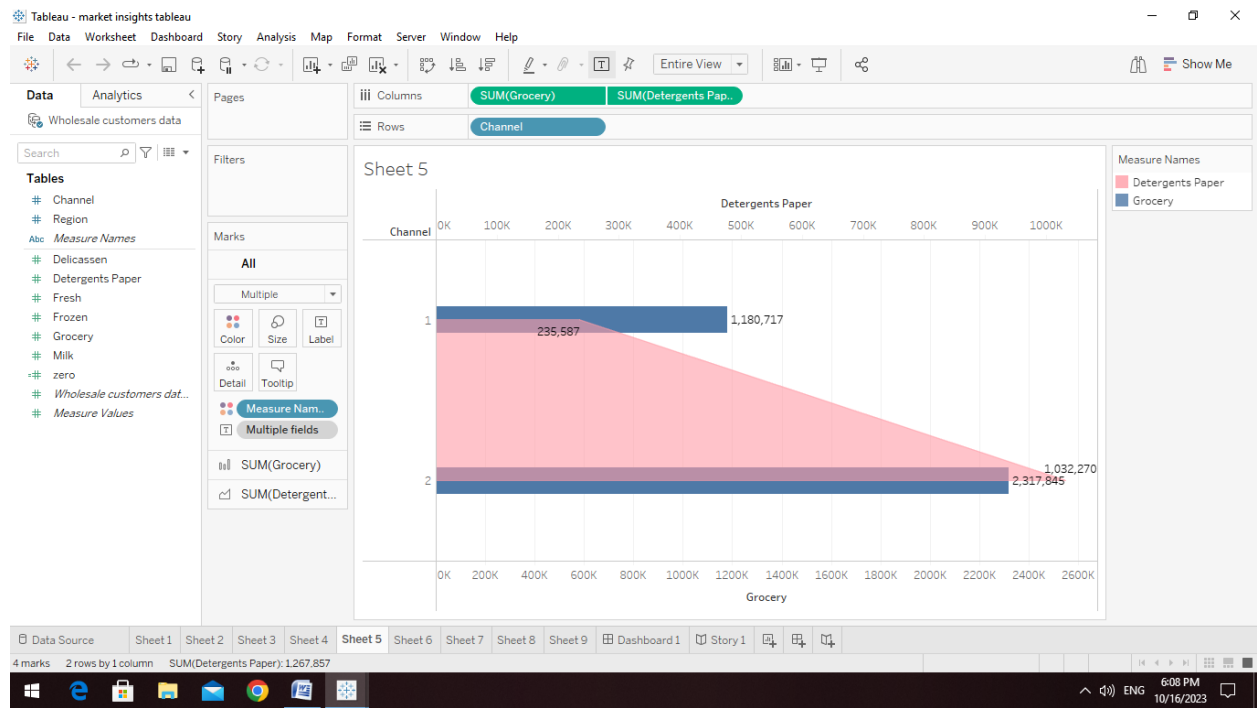 Tableau - market insights tableau
File Data Worksheet Dashboard Story Analysis Map Format Server Window Help
Entire View
Show Me
Data Analytics
Wholesale customers data
Search
Tables
# Channel
# Region
Abc Measure Names
# Delicassen
# Detergents Paper
# Fresh
# Frozen
# Grocery
# Milk
=# zero
# Wholesale customers dat...
# Measure Values
Pages
Filters
Marks
All
Multiple
Color Size Label
Detail Tooltip
Measure Nam..
Multiple fields
SUM(Grocery)
SUM(Detergent...
iii Columns SUM(Grocery) SUM(Detergents Pap..
Rows Channel
Sheet 5
Detergents Paper
Channel 0K 100K 200K 300K 400K 500K 600K 700K 800K 900K 1000K
1 1,180,717
235,587
1,032,270
2 2,317,845
0K 200K 400K 600K 800K 1000K 1200K 1400K 1600K 1800K 2000K 2200K 2400K 2600K
Grocery
Measure Names
Detergents Paper
Grocery
Data Source Sheet 1 Sheet 2 Sheet 3 Sheet 4 Sheet 5 Sheet 6 Sheet 7 Sheet 8 Sheet 9 Dashboard 1 Story 1
4 marks 2 rows by 1 column SUM(Detergents Paper): 1,267,857
ENG 6:08 PM
10/16/2023